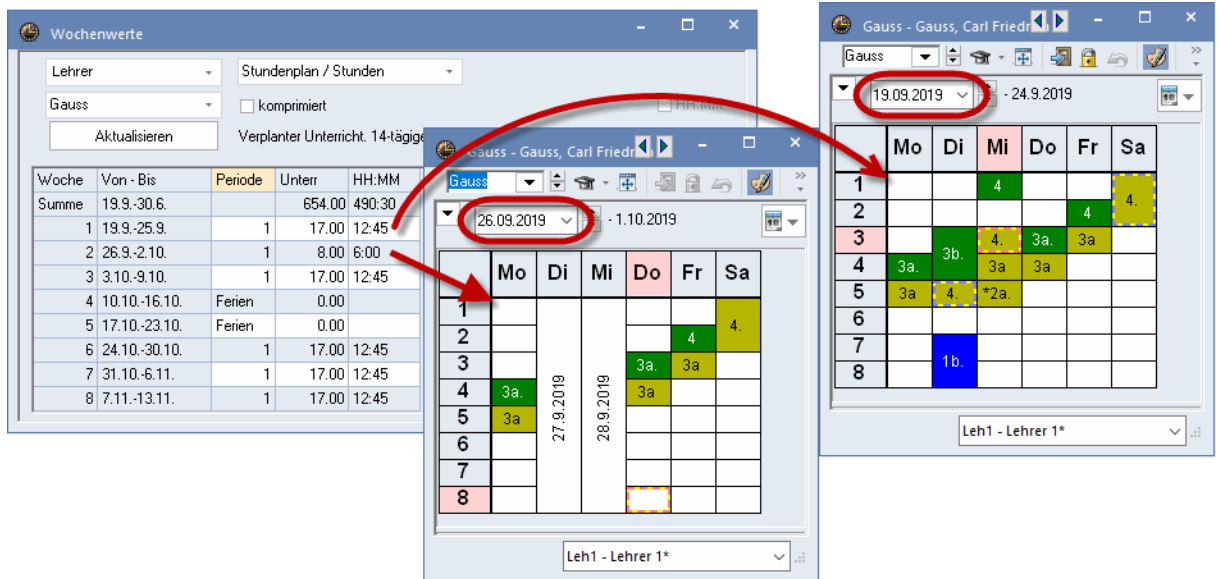 Wochenwerte
Lehrer
Stundenplan / Stunden
Gauss
komprimiert
HH:MM
Aktualisieren
Verplanter Unterricht. 14-tägige
Woche Von - Bis Periode Unterr HH:MM
Summe 19.9.-30.6. 654.00 490:30
1 19.9.-25.9. 1 17.00 12:45
2 26.9.-2.10. 1 8.00 6:00
3 3.10.-9.10. 1 17.00 12:45
4 10.10.-16.10. Ferien 0.00
5 17.10.-23.10. Ferien 0.00
6 24.10.-30.10. 1 17.00 12:45
7 31.10.-6.11. 1 17.00 12:45
8 7.11.-13.11. 1 17.00 12:45
Gauss - Gauss, Carl Friedr
Gauss
26.09.2019 - 1.10.2019
Mo Di Mi Do Fr Sa
1
4.
2 4
3 3a. 3a
4 3a. 3a
5 3a
27.9.2019 28.9.2019
6
7
8
Leh1 - Lehrer 1*
Gauss - Gauss, Carl Friedr
Gauss
19.09.2019 - 24.9.2019
Mo Di Mi Do Fr Sa
1 4
4.
2 4
3 4. 3a. 3a
3b.
4 3a. 3a 3a
5 3a 4. *2a.
6
7
1b.
8
Leh1 - Lehrer 1*